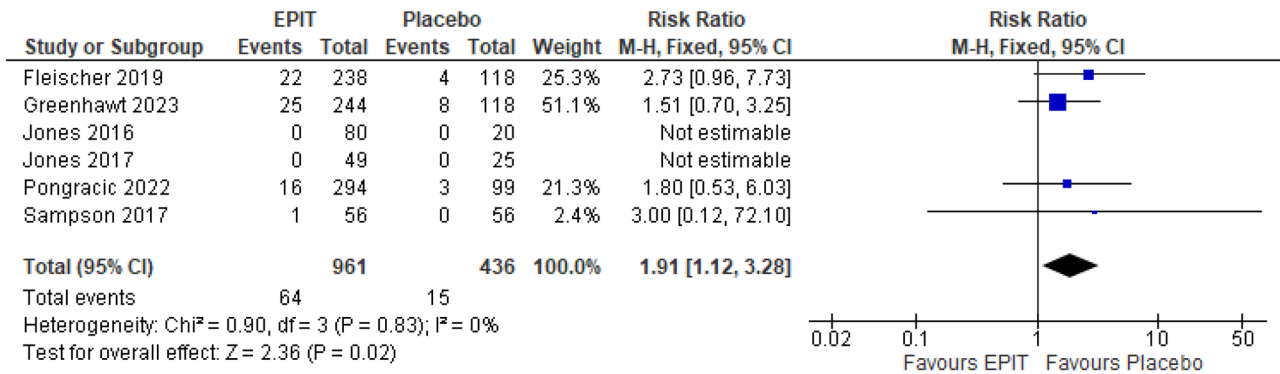 EPIT Placebo Risk Ratio Risk Ratio
Study or Subgroup Events Total Events Total Weight M-H, Fixed, 95% CI M-H, Fixed, 95% CI
Fleischer 2019 22 238 4 118 25.3% 2.73 [0.96, 7.73]
Greenhawt 2023 25 244 8 118 51.1% 1.51 [0.70, 3.25]
Jones 2016 0 80 0 20 Not estimable
Jones 2017 0 49 0 25 Not estimable
Pongracic 2022 16 294 3 99 21.3% 1.80 [0.53, 6.03]
Sampson 2017 1 56 0 56 2.4% 3.00 [0.12, 72.10]
Total (95% CI) 961 436 100.0% 1.91 [1.12, 3.28]
Total events 64 15
Heterogeneity: Chi² = 0.90, df = 3 (P = 0.83); I² = 0%
Test for overall effect: Z = 2.36 (P = 0.02)
0.02 0.1 1 10 50
Favours EPIT Favours Placebo